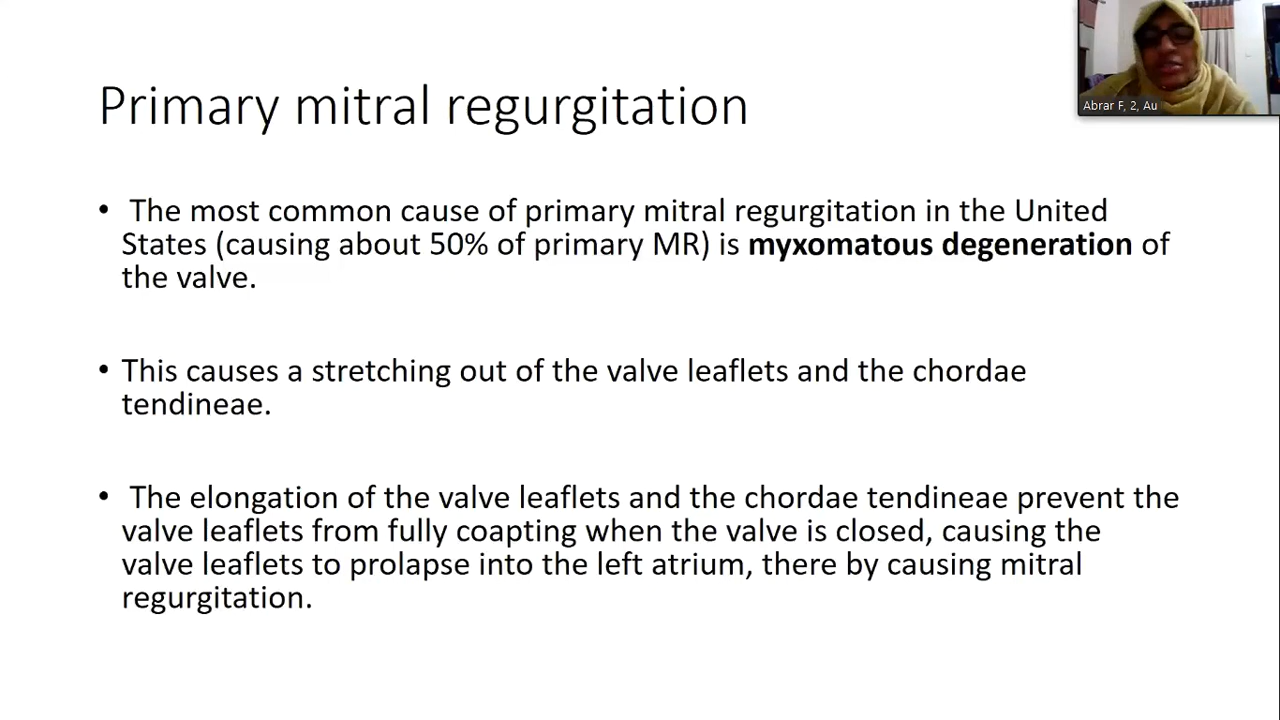 Primary mitral regurgitation
Abrar F, 2, Au
• The most common cause of primary mitral regurgitation in the United
States (causing about 50% of primary MR) is myxomatous degeneration of
the valve.
• This causes a stretching out of the valve leaflets and the chordae
tendineae.
• The elongation of the valve leaflets and the chordae tendineae prevent the
valve leaflets from fully coapting when the valve is closed, causing the
valve leaflets to prolapse into the left atrium, there by causing mitral
regurgitation.